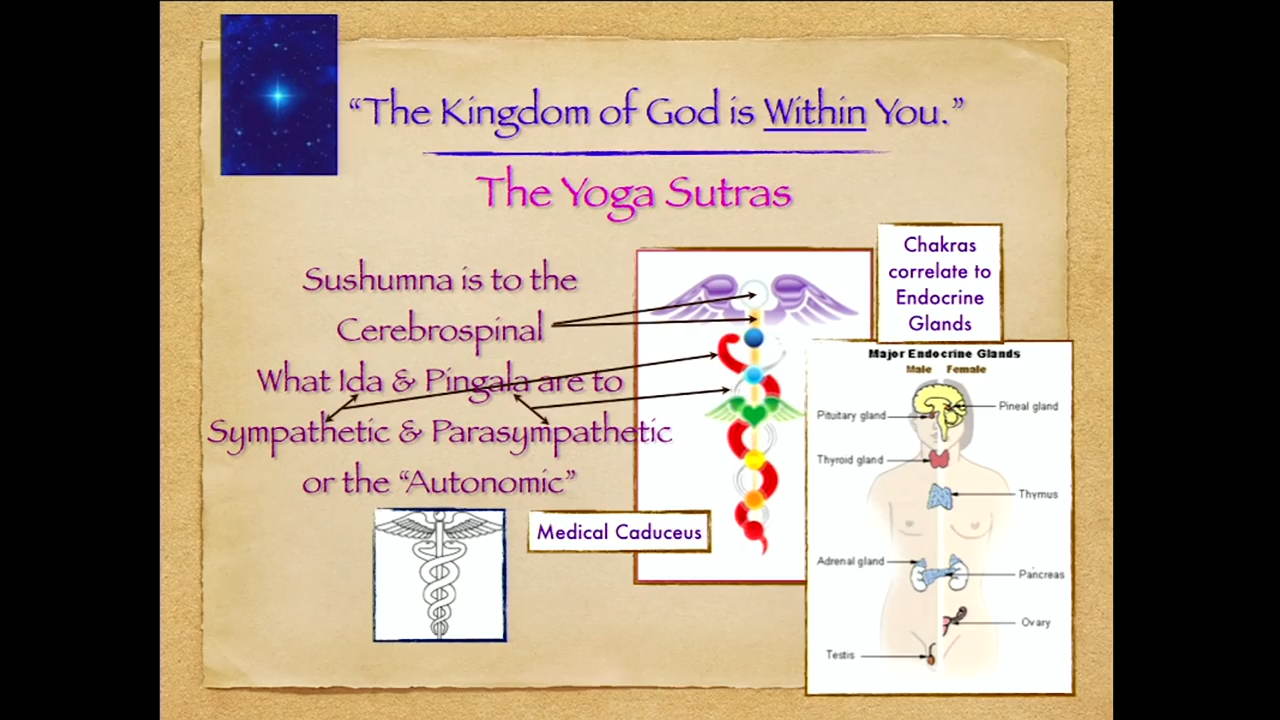 “The Kingdom of God is Within You.”
The Yoga Sutras
Sushumna is to the
Cerebrospinal
What Ida & Pingala are to
Sympathetic & Parasympathetic
or the “Autonomic”
Medical Caduceus
Chakras
correlate to
Endocrine
Glands
Major Endocrine Glands
Male Female
Pituitary gland
Pineal gland
Thyroid gland
Thymus
Adrenal gland
Pancreas
Ovary
Testis